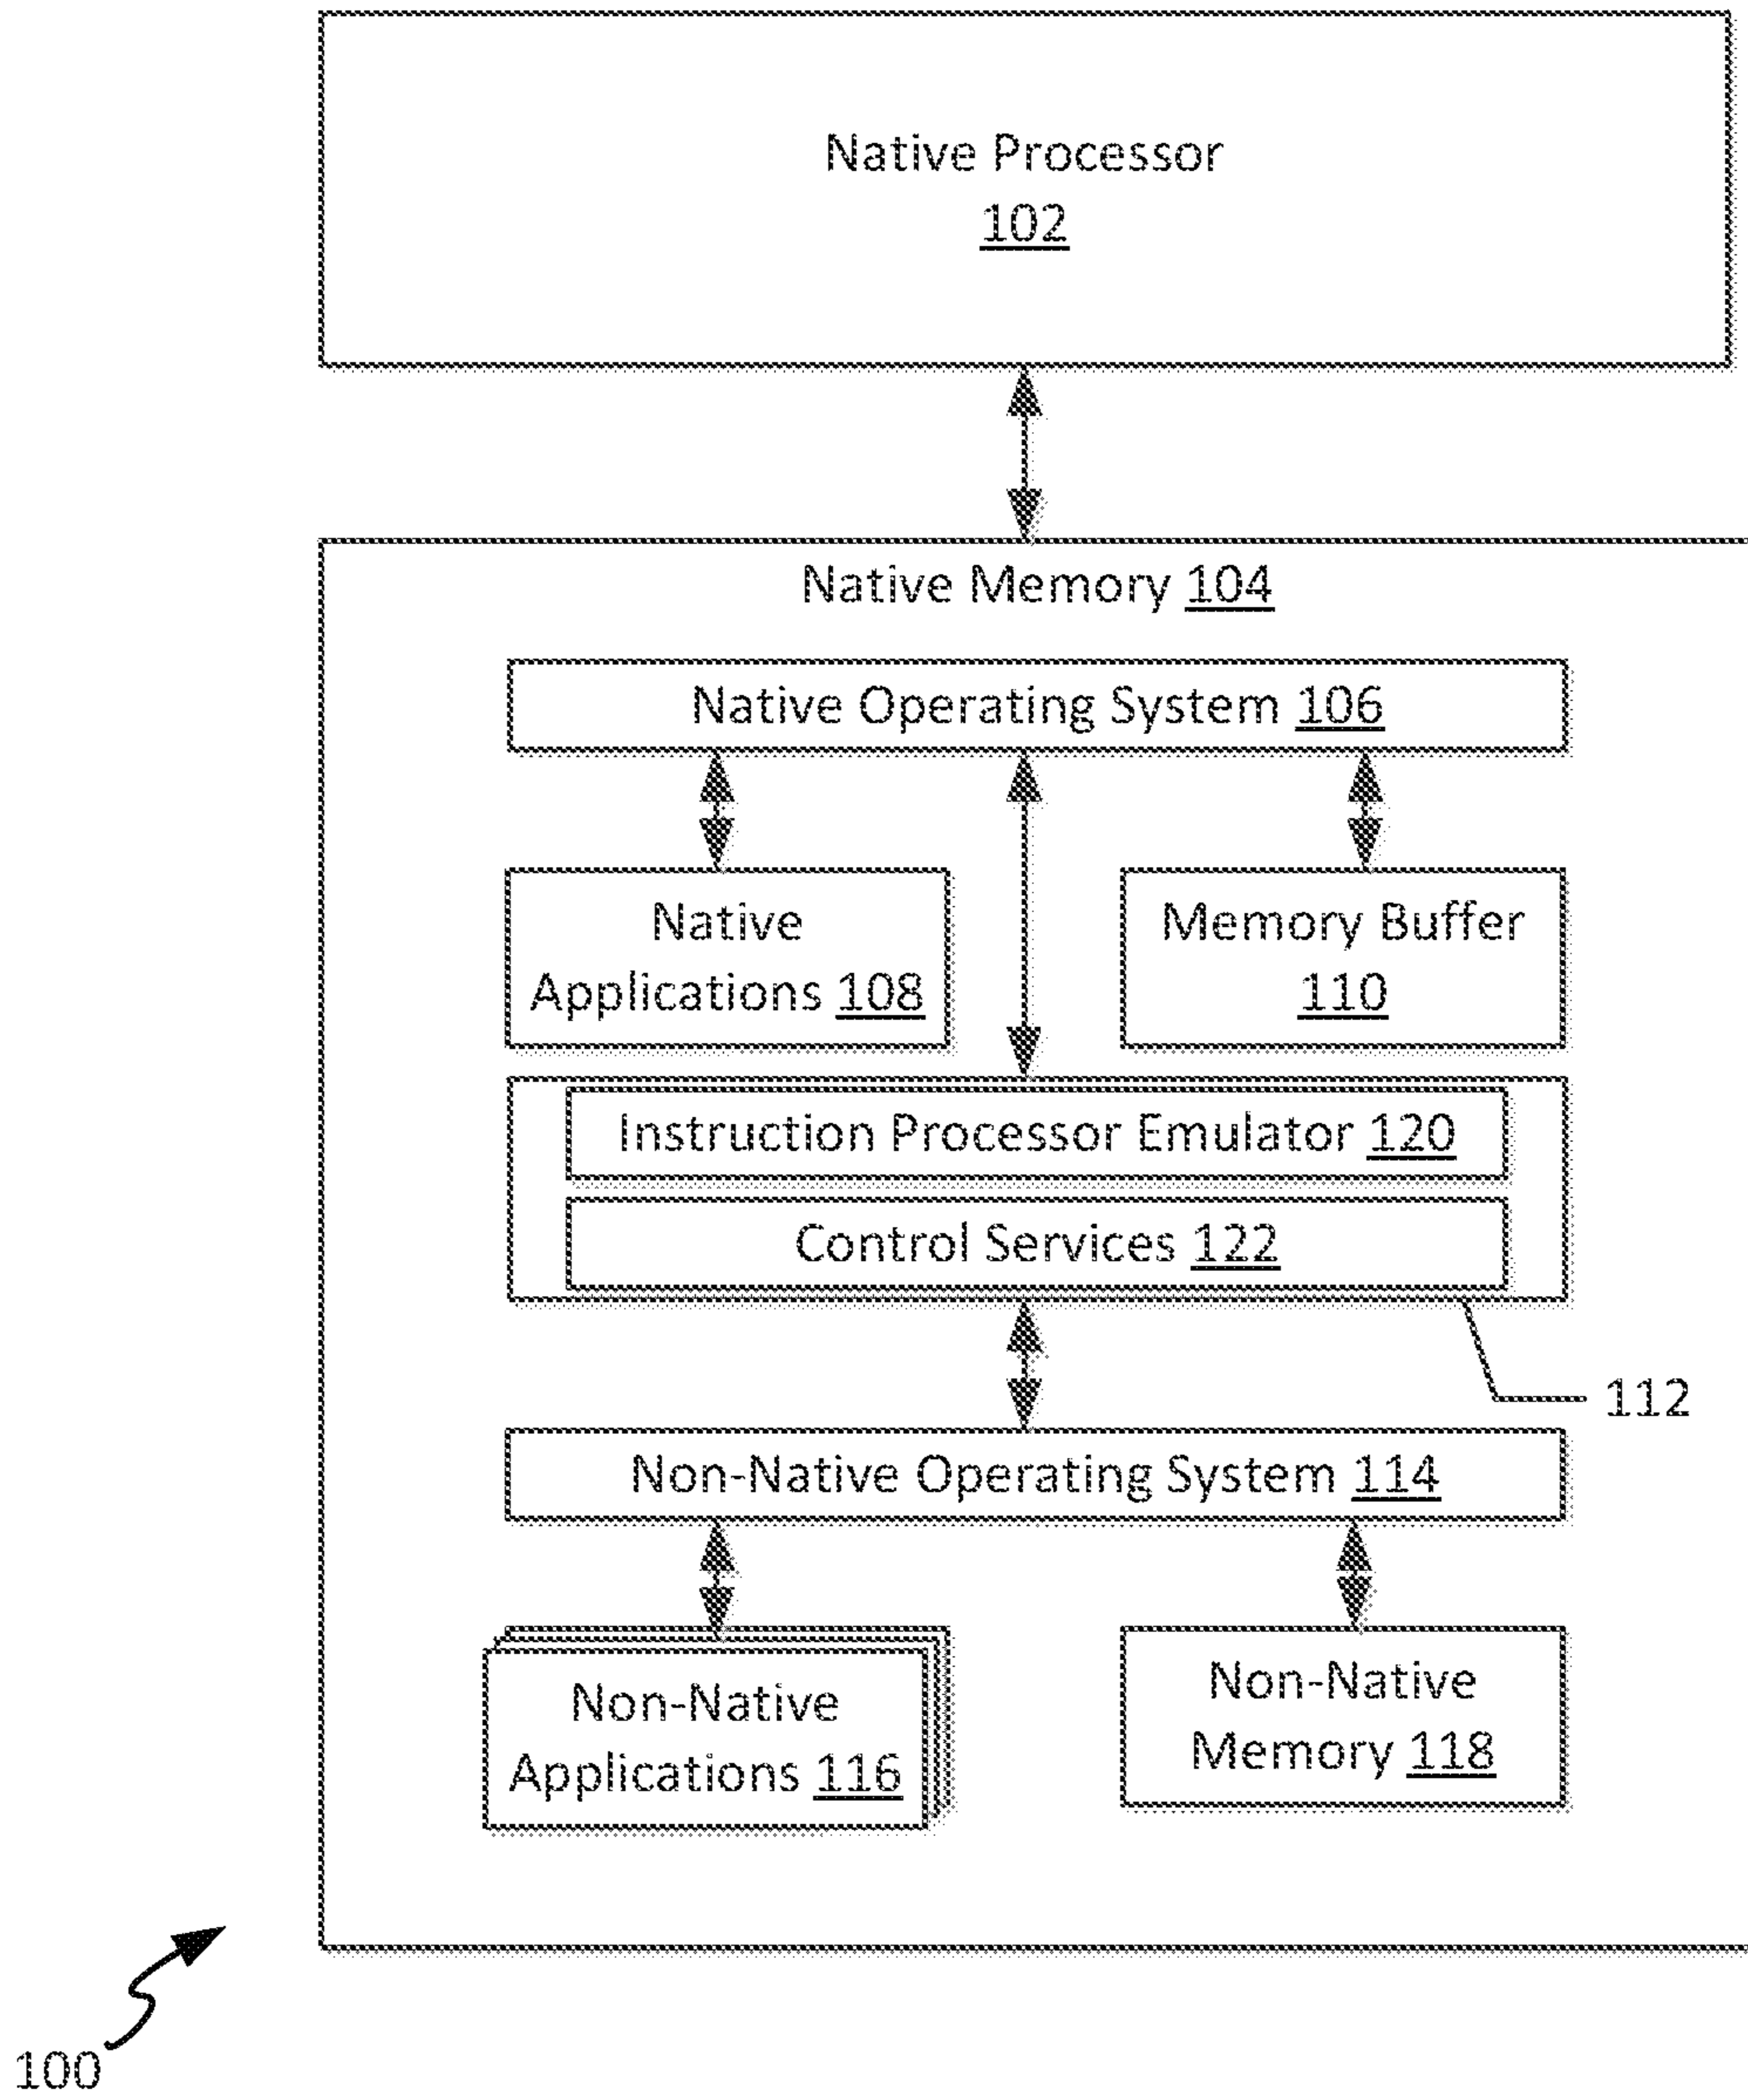 Native Processor
102
Native Memory 104
Native Operating System 106
Native
Applications 108
Memory Buffer
110
Instruction Processor Emulator 120
Control Services 122
112
Non-Native Operating System 114
Non-Native
Applications 116
Non-Native
Memory 118
100